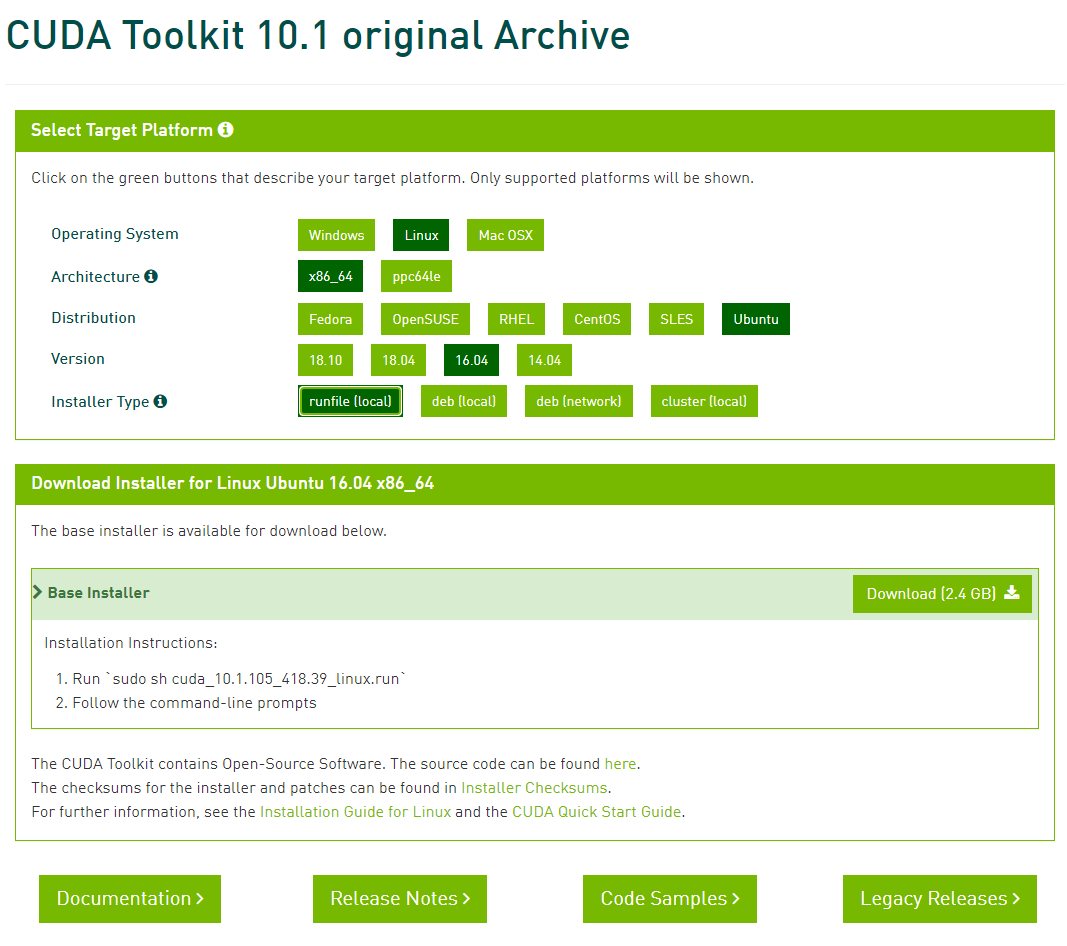 CUDA Toolkit 10.1 original Archive
Select Target Platform
Click on the green buttons that describe your target platform. Only supported platforms will be shown.
Operating System Windows Linux Mac OSX
Architecture x86_64 ppc64le
Distribution Fedora OpenSUSE RHEL CentOS SLES Ubuntu
Version 18.10 18.04 16.04 14.04
Installer Type runfile (local) deb (local) deb (network) cluster (local)
Download Installer for Linux Ubuntu 16.04 x86_64
The base installer is available for download below.
Base Installer Download (2.4 GB)
Installation Instructions:
1. Run `sudo sh cuda_10.1.105_418.39_linux.run`
2. Follow the command-line prompts
The CUDA Toolkit contains Open-Source Software. The source code can be found here.
The checksums for the installer and patches can be found in Installer Checksums.
For further information, see the Installation Guide for Linux and the CUDA Quick Start Guide.
Documentation > Release Notes > Code Samples > Legacy Releases >